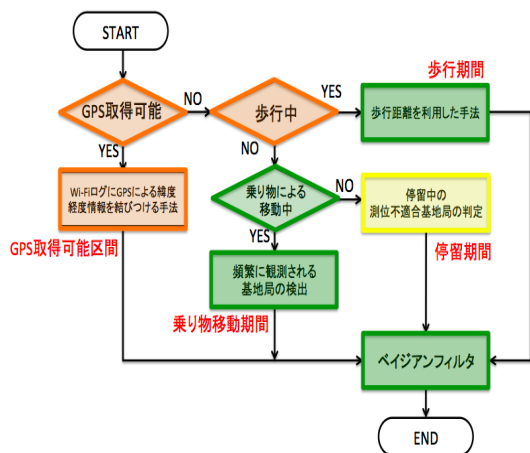 START
GPS取得可能
NO
歩行中
YES
歩行期間
歩行距離を利用した手法
YES
NO
Wi-FiログにGPSによる緯度
経度情報を結びつける手法
乗り物による
移動中
NO
停留中の
測位不適合基地局の判定
GPS取得可能区間
YES
停留期間
頻繁に観測される
基地局の検出
乗り物移動期間
ベイジアンフィルタ
END